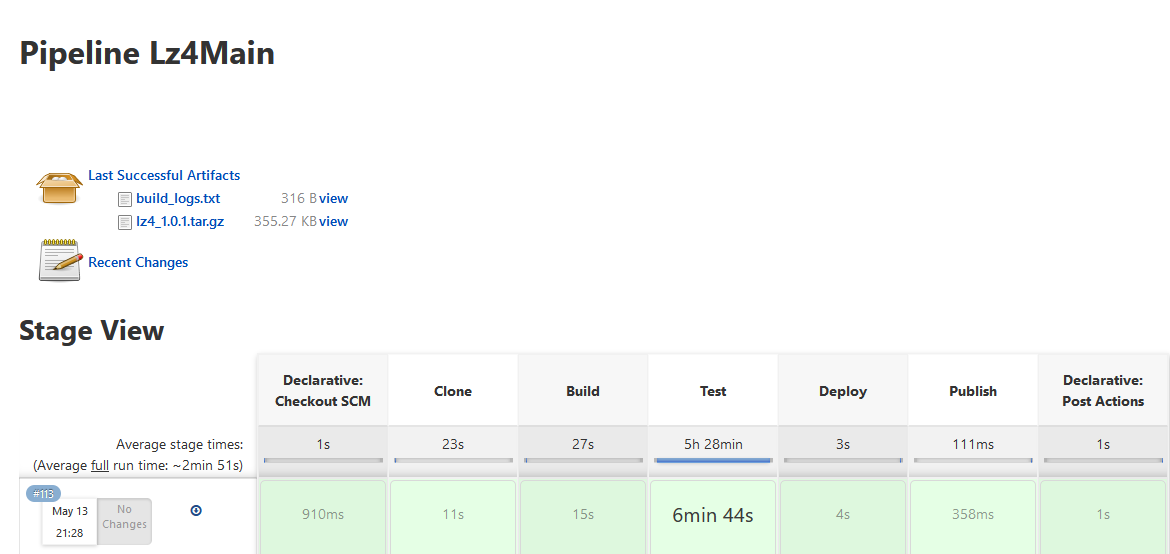 Pipeline Lz4Main
Last Successful Artifacts
build_logs.txt 316 B view
lz4_1.0.1.tar.gz 355.27 KB view
Recent Changes
Stage View
Declarative: Checkout SCM Clone Build Test Deploy Publish Declarative: Post Actions
Average stage times: 1s 23s 27s 5h 28min 3s 111ms 1s
(Average full run time: ~2min 51s)
#113
May 13 No Changes
21:28
910ms 11s 15s 6min 44s 4s 358ms 1s